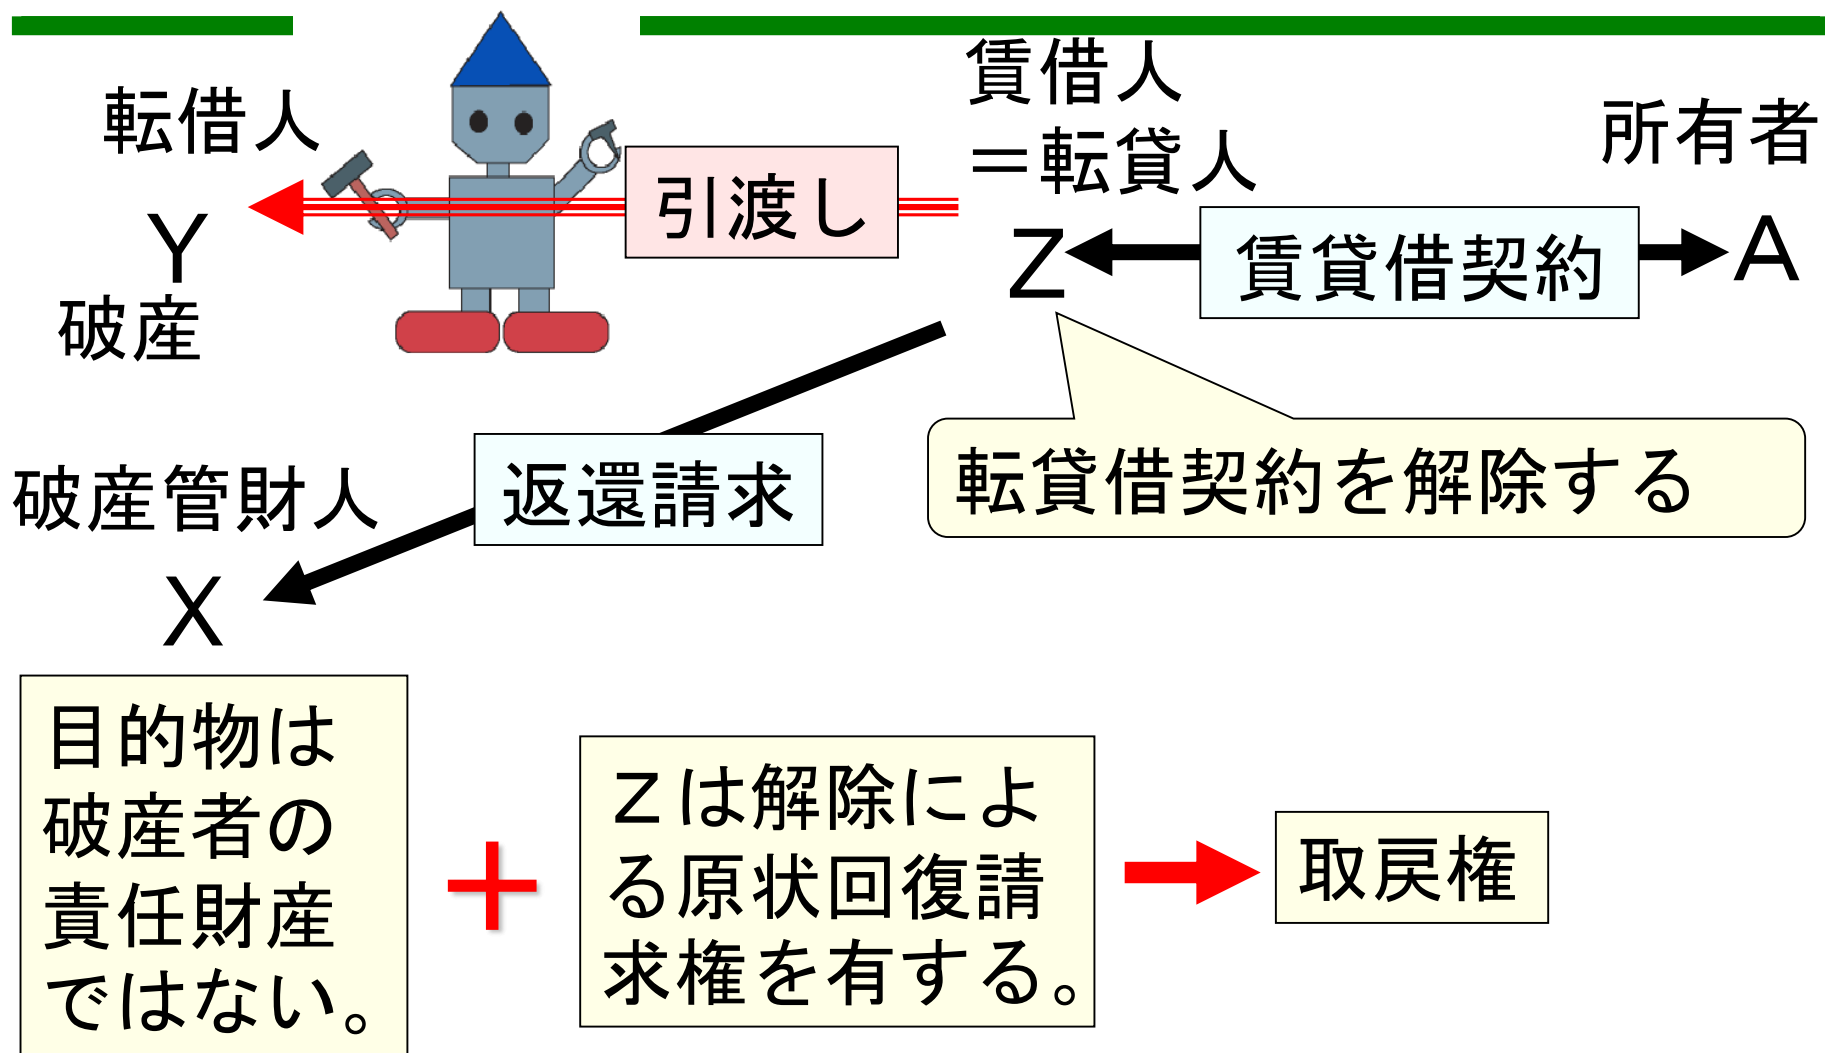 転借人
Y
破産
引渡し
賃借人
=転貸人
Z
賃貸借契約
所有者
A
転貸借契約を解除する
返還請求
破産管財人
X
目的物は
破産者の
責任財産
ではない。
+
Zは解除によ
る原状回復請
求権を有する。
取戻権